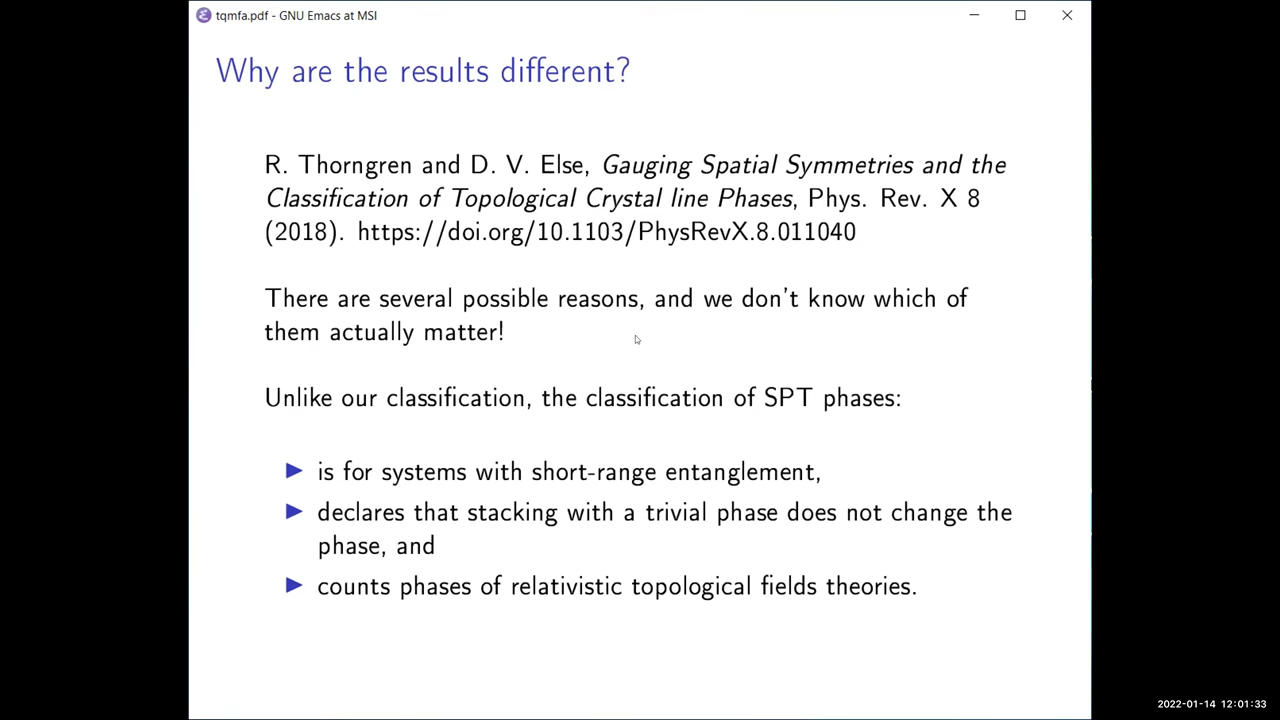 tqmfa.pdf - GNU Emacs at MSI
Why are the results different?
R. Thorngren and D. V. Else, Gauging Spatial Symmetries and the
Classification of Topological Crystal line Phases, Phys. Rev. X 8
(2018). https://doi.org/10.1103/PhysRevX.8.011040
There are several possible reasons, and we don't know which of
them actually matter!
Unlike our classification, the classification of SPT phases:
▶ is for systems with short-range entanglement,
▶ declares that stacking with a trivial phase does not change the
phase, and
▶ counts phases of relativistic topological fields theories.
2022-01-14 12:01:33